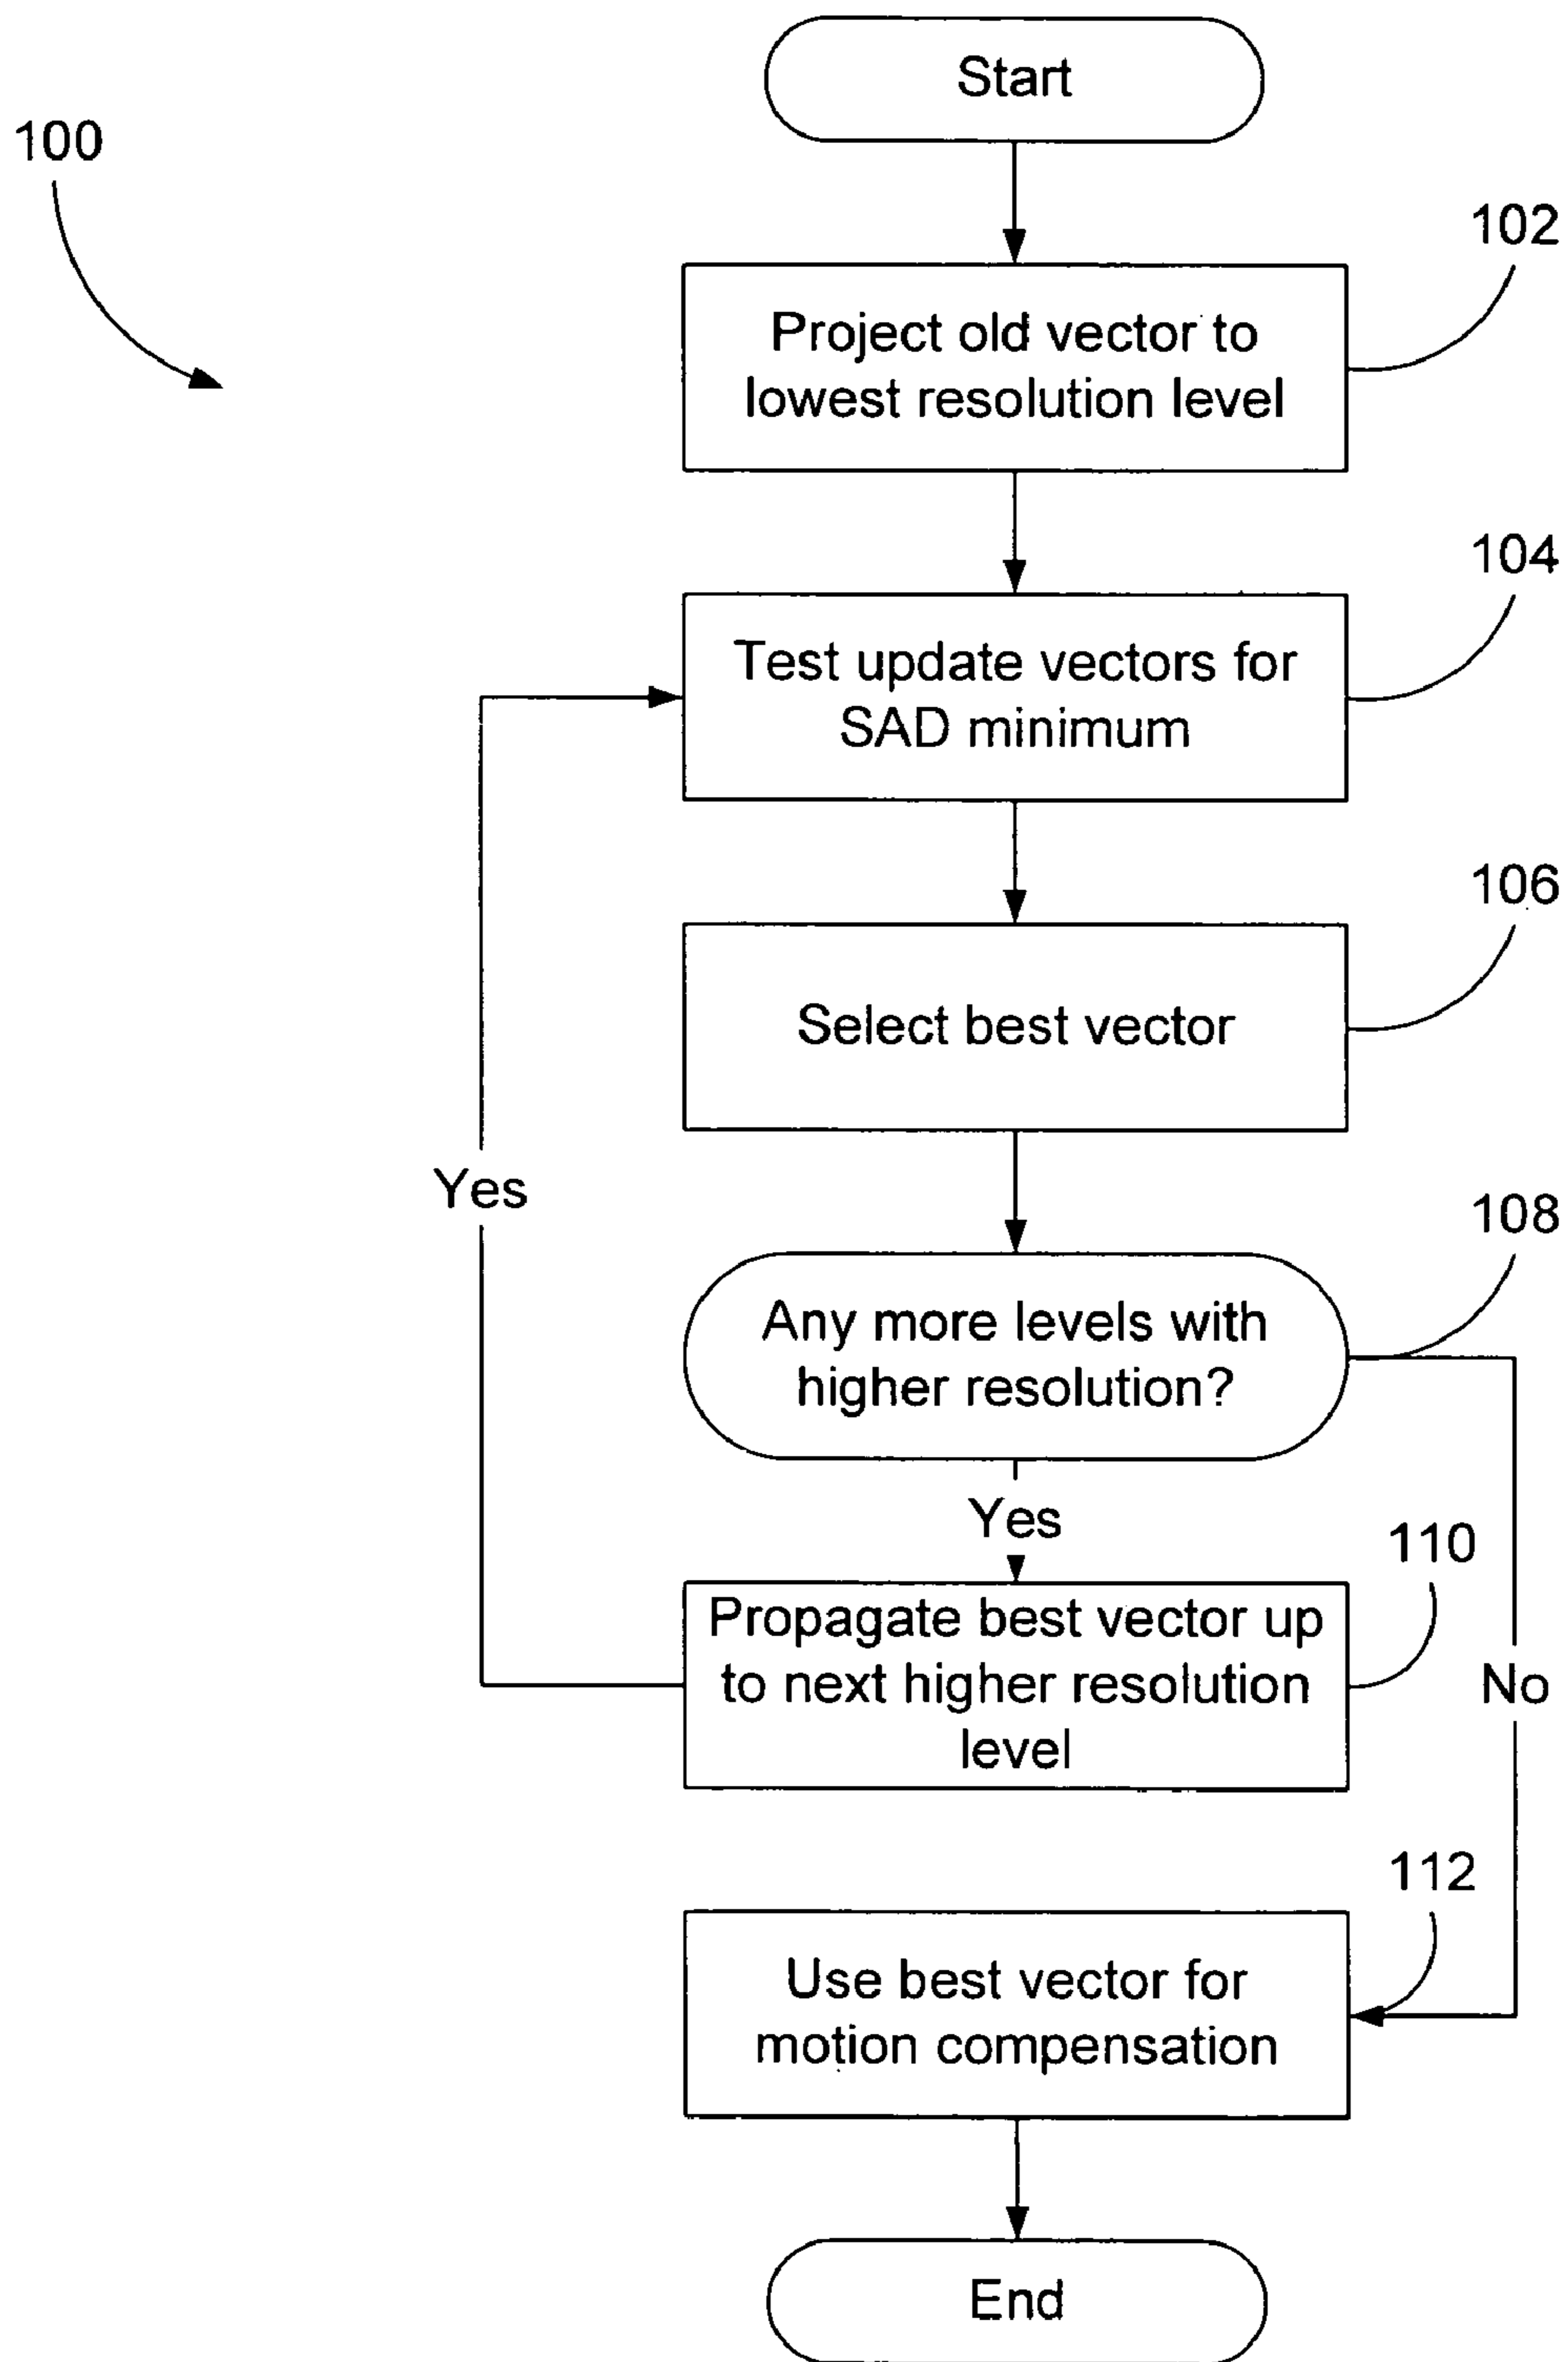 Start
100
102
Project old vector to
lowest resolution level
104
Test update vectors for
SAD minimum
106
Select best vector
Yes
108
Any more levels with
higher resolution?
Yes
110
Propagate best vector up
to next higher resolution
level
No
112
Use best vector for
motion compensation
End